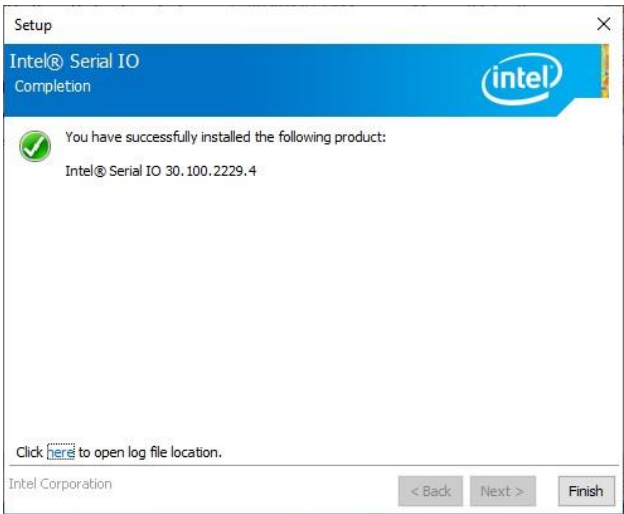 Setup
Intel® Serial IO
Completion
intel
You have successfully installed the following product:
Intel® Serial IO 30.100.2229.4
Click here to open log file location.
Intel Corporation
< Back Next > Finish